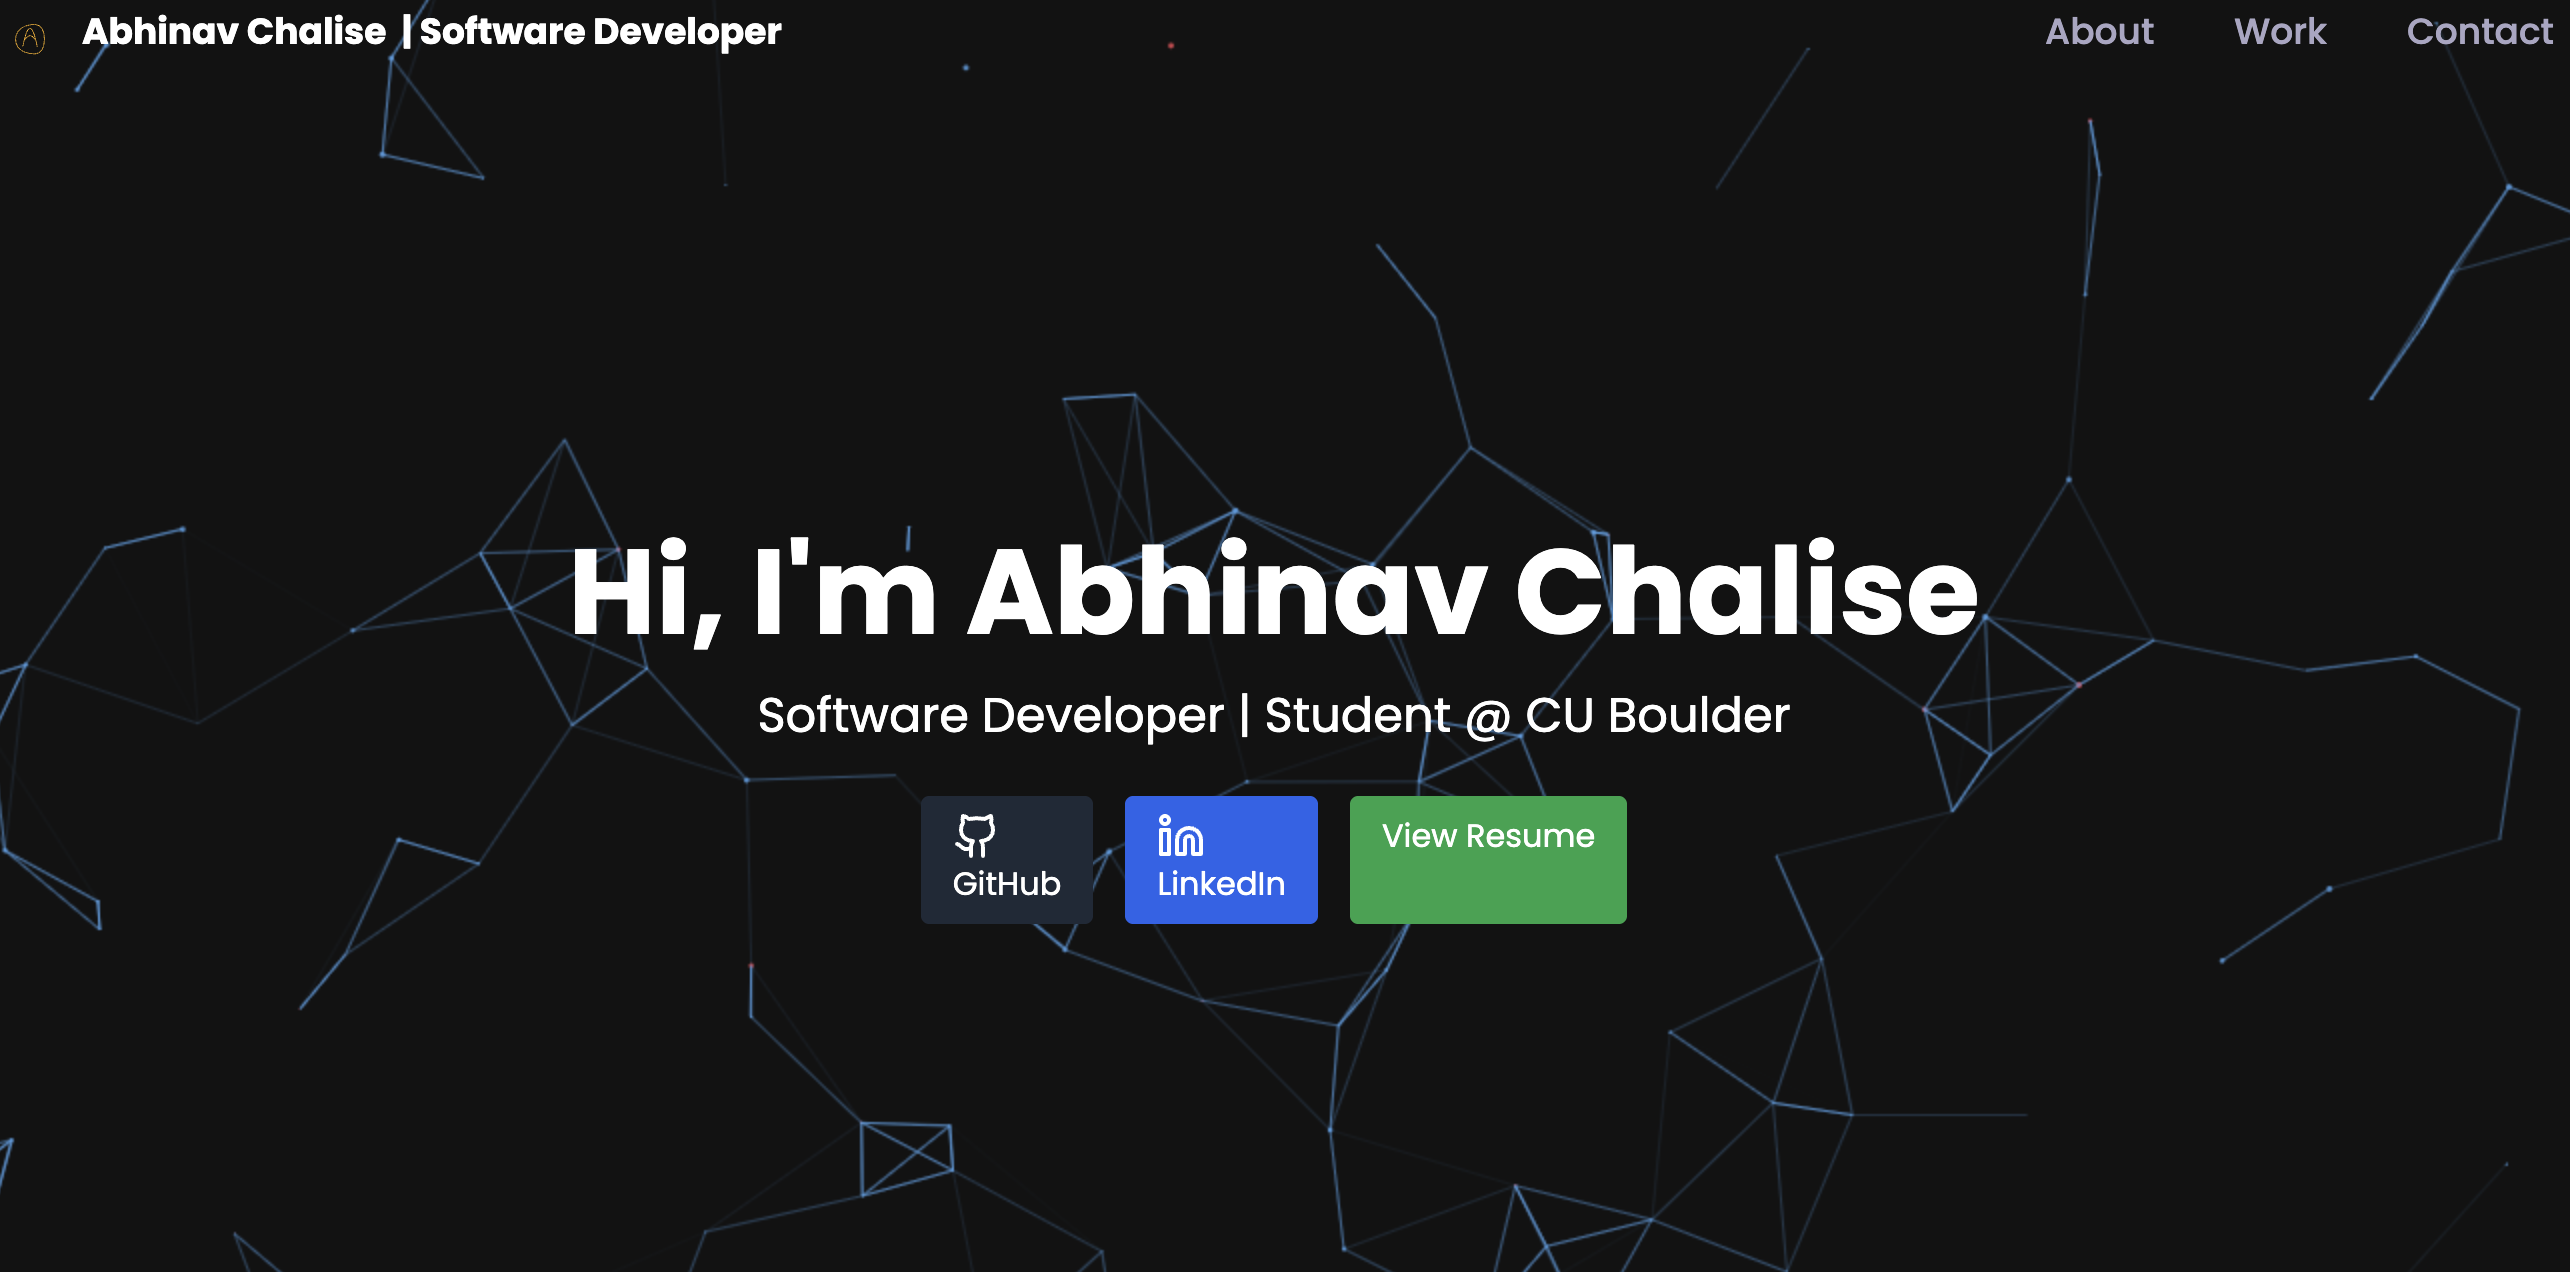 Abhinav Chalise | Software Developer
About
Work
Contact
Hi, I'm Abhinav Chalise
Software Developer | Student @ CU Boulder
GitHub
LinkedIn
View Resume